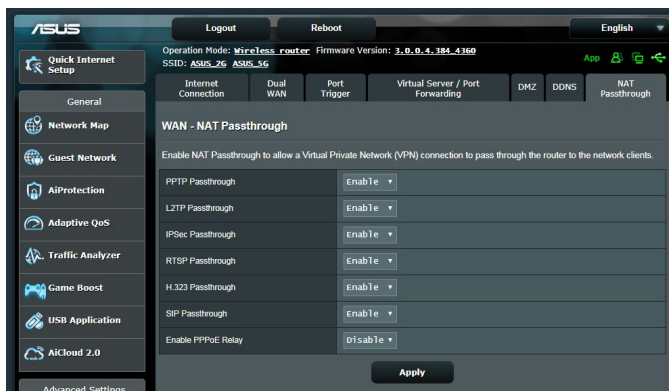 ASUS
Logout
Reboot
English
Quick Internet Setup
Operation Mode: Wireless router Firmware Version: 3.0.0.4.384_4360
SSID: ASUS_2G ASUS_5G
App
General
Network Map
Guest Network
AiProtection
Adaptive QoS
Traffic Analyzer
Game Boost
USB Application
AiCloud 2.0
Advanced Settings
Internet Connection
Dual WAN
Port Trigger
Virtual Server / Port Forwarding
DMZ
DDNS
NAT Passthrough
WAN - NAT Passthrough
Enable NAT Passthrough to allow a Virtual Private Network (VPN) connection to pass through the router to the network clients.
PPTP Passthrough Enable
L2TP Passthrough Enable
IPSec Passthrough Enable
RTSP Passthrough Enable
H.323 Passthrough Enable
SIP Passthrough Enable
Enable PPPoE Relay Disable
Apply